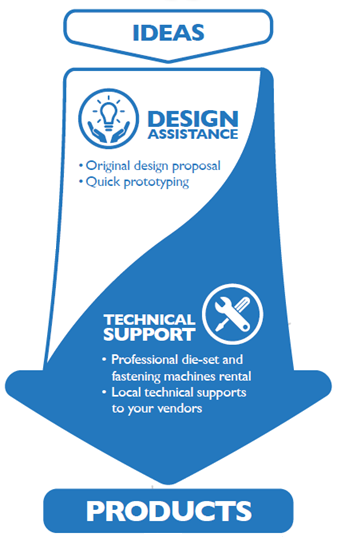 IDEAS
DESIGN
ASSISTANCE
• Original design proposal
• Quick prototyping
TECHNICAL
SUPPORT
• Professional die-set and
fastening machines rental
• Local technical supports
to your vendors
PRODUCTS